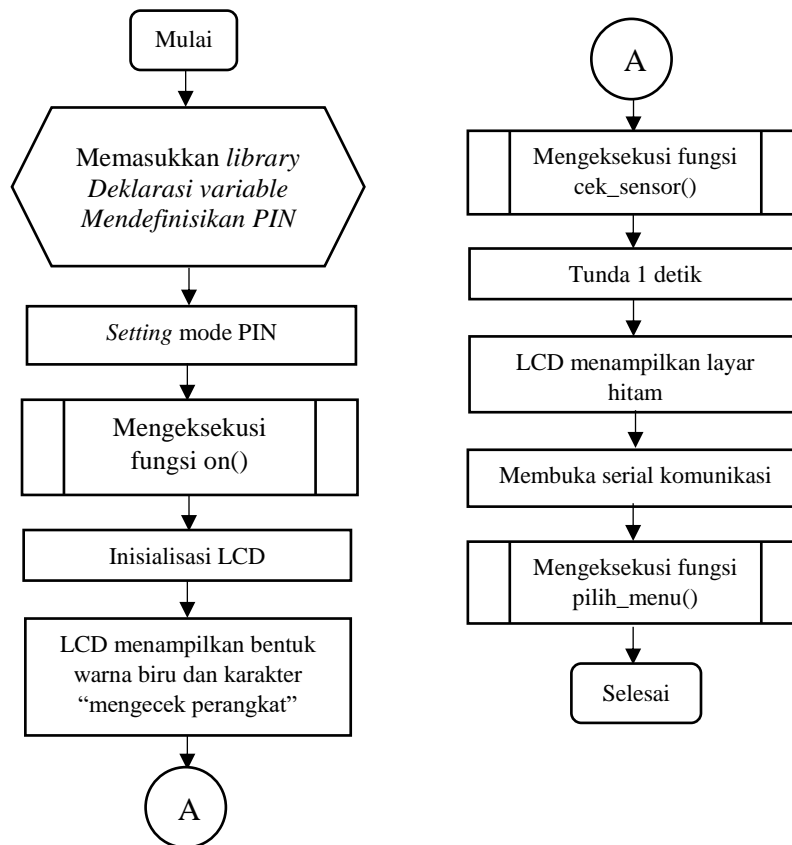 Mulai
Memasukkan library
Deklarasi variable
Mendefinisikan PIN
Setting mode PIN
Mengeksekusi
fungsi on()
Inisialisasi LCD
LCD menampilkan bentuk
warna biru dan karakter
“mengecek perangkat”
A
A
Mengeksekusi fungsi
cek_sensor()
Tunda 1 detik
LCD menampilkan layar
hitam
Membuka serial komunikasi
Mengeksekusi fungsi
pilih_menu()
Selesai